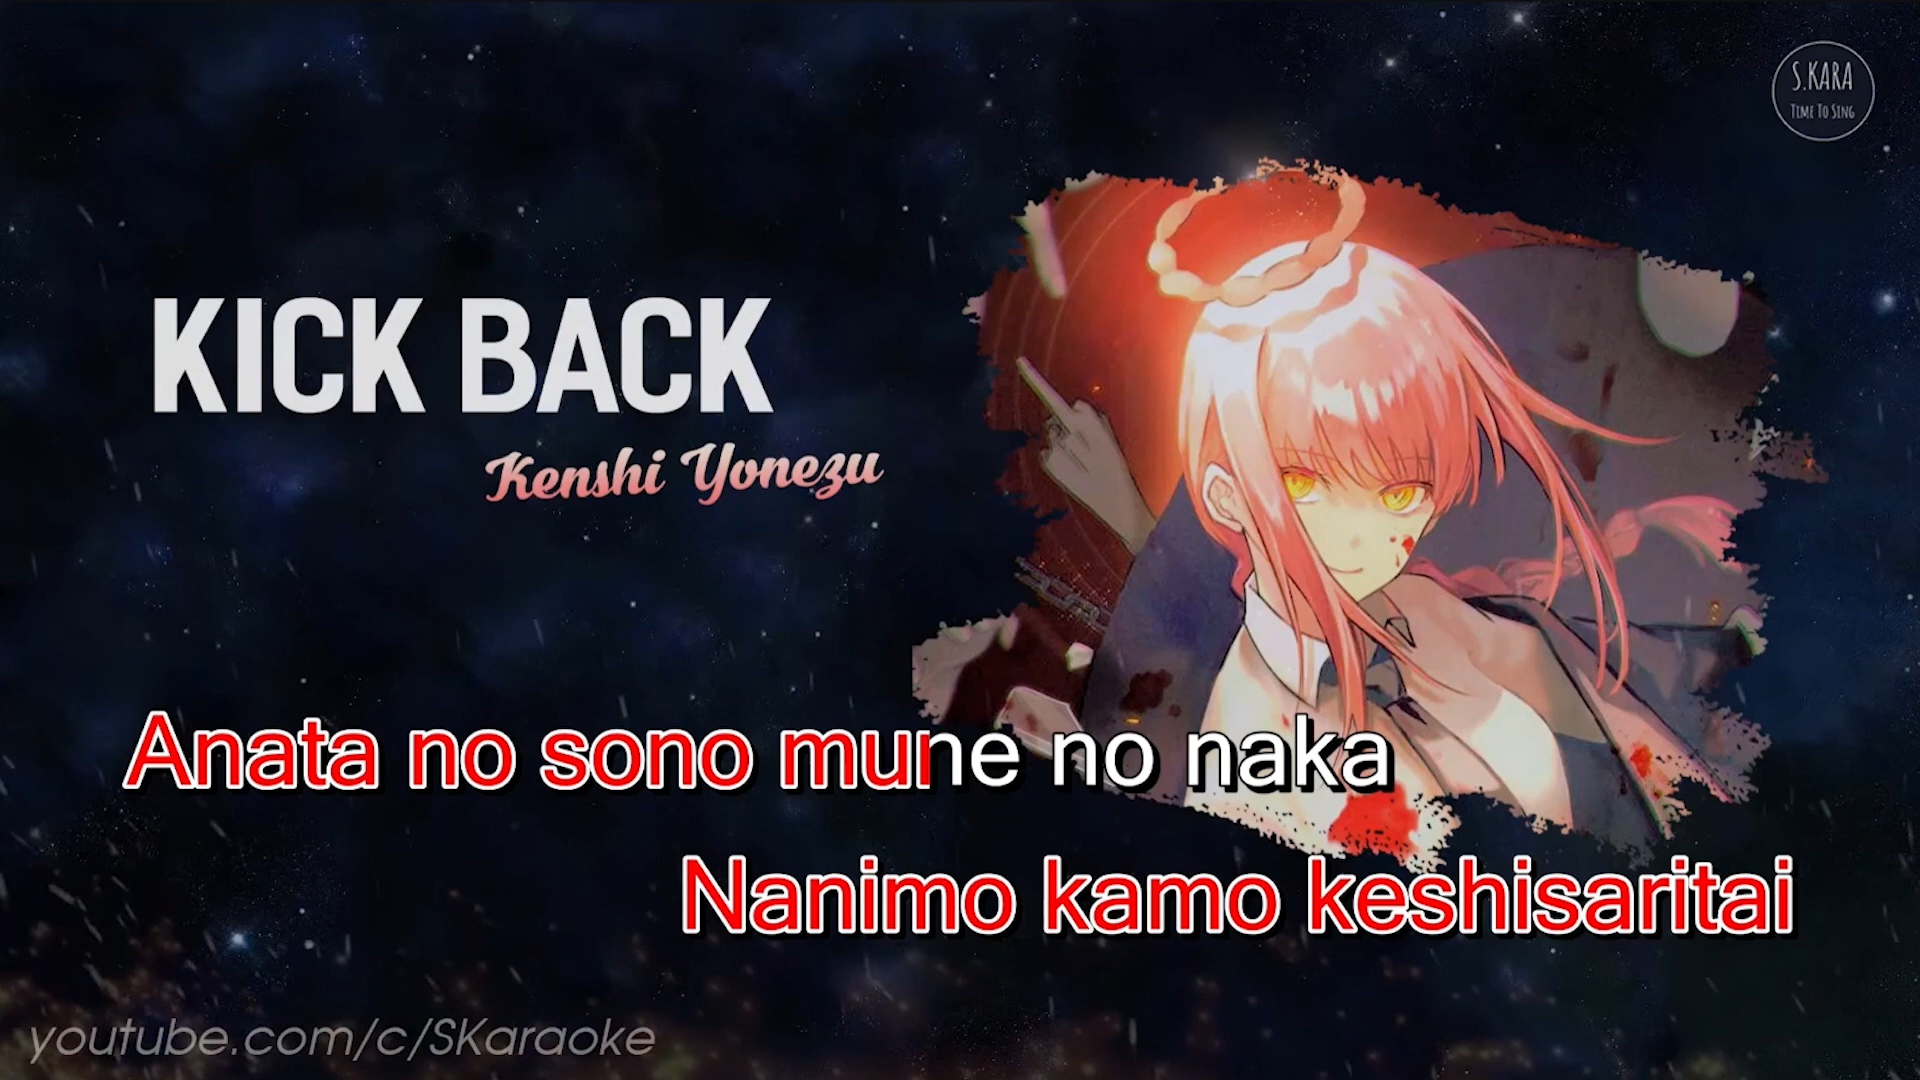 S.KARA
TIME TO SING
KICK BACK
Kenshi Yonezu
Anata no sono mune no naka
Nanimo kamo keshisaritai
youtube.com/c/SKaraoke